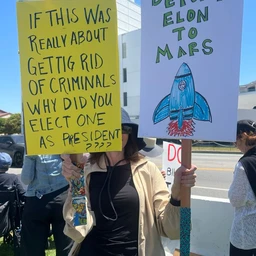 IF THIS WAS
REALLY ABOUT
GETTIG RID
OF CRIMINALS
WHY DID YOU
ELECT ONE
AS PRESIDENT
????
ELON
TO
MARS